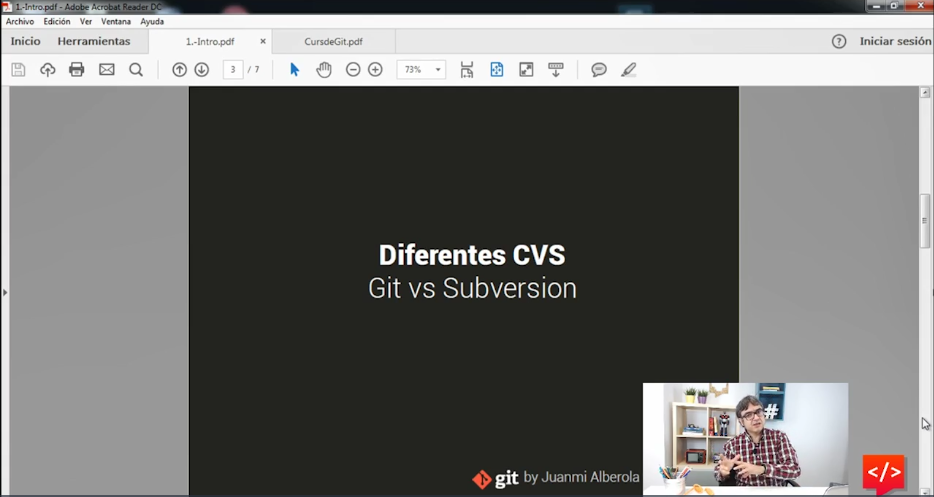 1.-Intro.pdf - Adobe Acrobat Reader DC
Archivo Edición Ver Ventana Ayuda
Inicio Herramientas 1.-Intro.pdf × CursdeGit.pdf ? Iniciar sesión
3 / 7 73%
Diferentes CVS
Git vs Subversion
#
git by Juanmi Alberola
</>